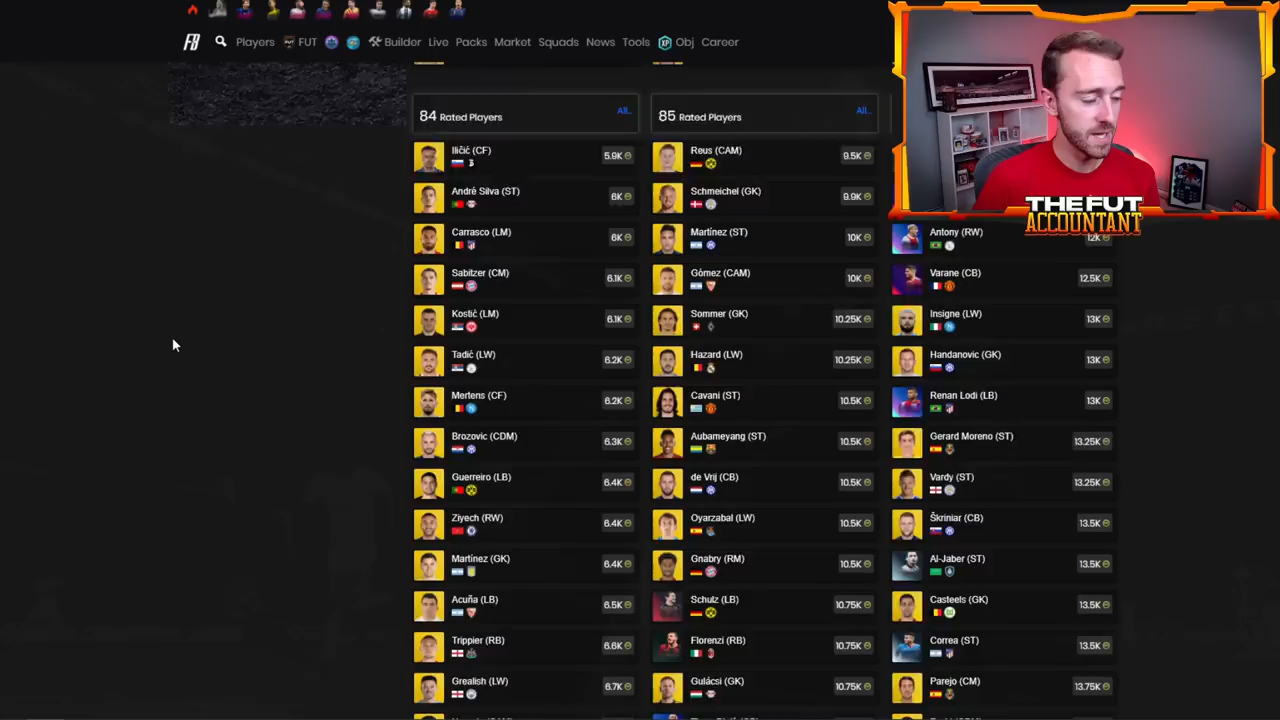 FB Players FUT Builder Live Packs Market Squads News Tools XP Obj Career
84 Rated Players All..
Iličić (CF) 5.9K
André Silva (ST) 6K
Carrasco (LM) 6K
Sabitzer (CM) 6.1K
Kostić (LM) 6.1K
Tadić (LW) 6.2K
Mertens (CF) 6.2K
Brozovic (CDM) 6.3K
Guerreiro (LB) 6.4K
Ziyech (RW) 6.4K
Martínez (GK) 6.4K
Acuña (LB) 6.5K
Trippier (RB) 6.6K
Grealish (LW) 6.7K
85 Rated Players All..
Reus (CAM) 9.5K
Schmeichel (GK) 9.9K
Martínez (ST) 10K
Gómez (CAM) 10K
Sommer (GK) 10.25K
Hazard (LW) 10.25K
Cavani (ST) 10.5K
Aubameyang (ST) 10.5K
de Vrij (CB) 10.5K
Oyarzabal (LW) 10.5K
Gnabry (RM) 10.5K
Schulz (LB) 10.75K
Florenzi (RB) 10.75K
Gulácsi (GK) 10.75K
Antony (RW) 12K
Varane (CB) 12.5K
Insigne (LW) 13K
Handanovic (GK) 13K
Renan Lodi (LB) 13K
Gerard Moreno (ST) 13.25K
Vardy (ST) 13.25K
Škriniar (CB) 13.5K
Al-Jaber (ST) 13.5K
Casteels (GK) 13.5K
Correa (ST) 13.5K
Parejo (CM) 13.75K
THE FUT
ACCOUNTANT